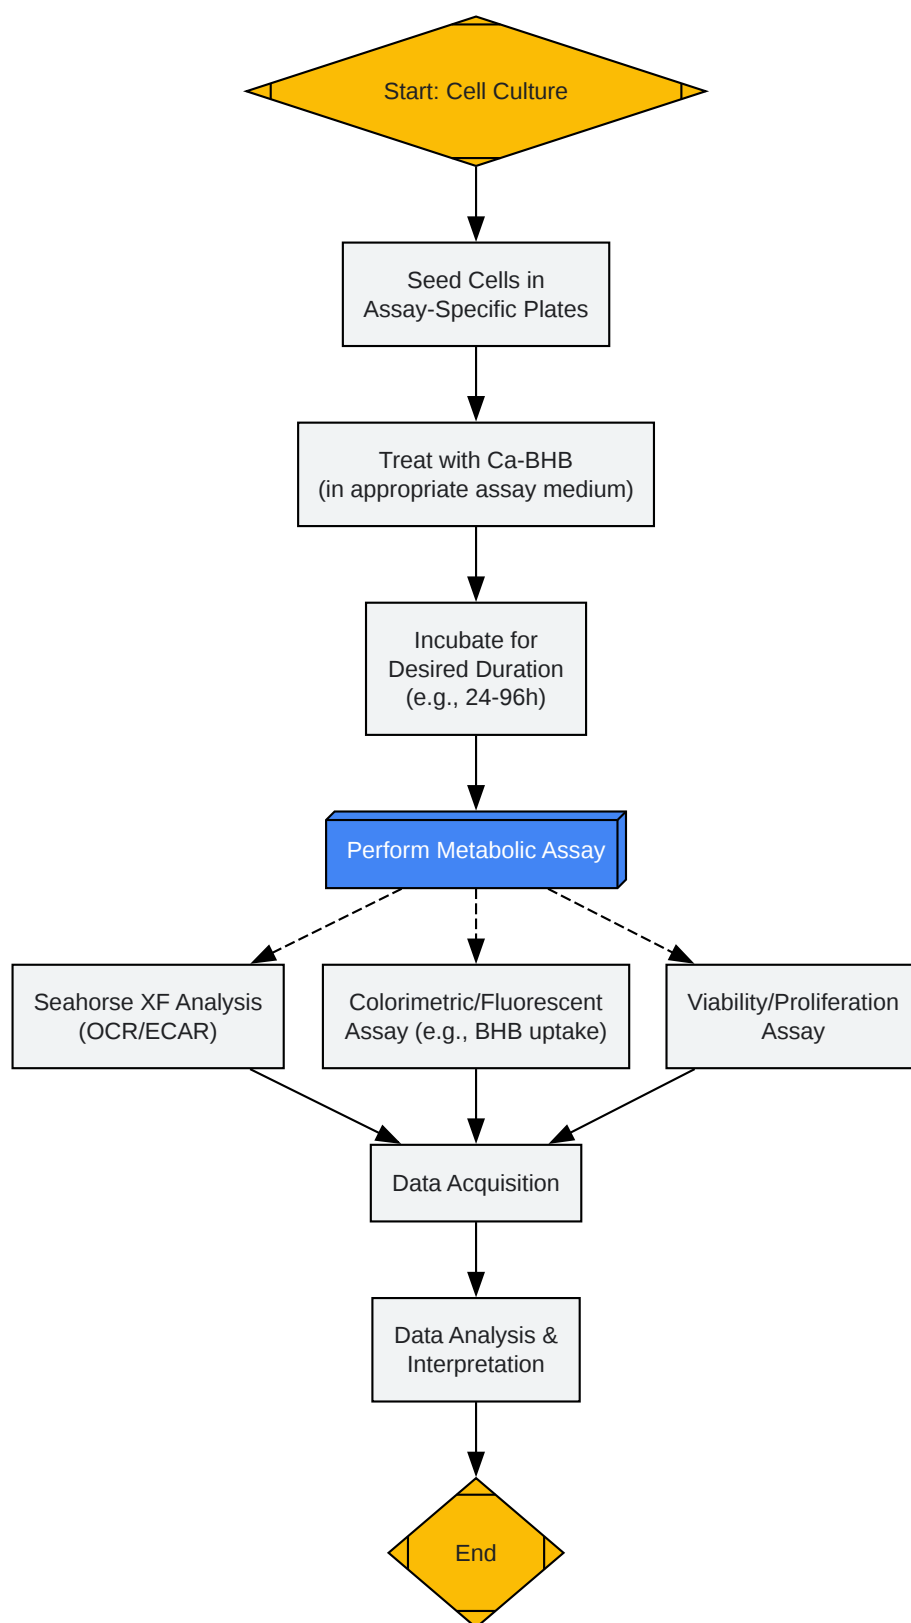 Start: Cell Culture
Seed Cells in
Assay-Specific Plates
Treat with Ca-BHB
(in appropriate assay medium)
Incubate for
Desired Duration
(e.g., 24-96h)
Perform Metabolic Assay
Seahorse XF Analysis
(OCR/ECAR)
Colorimetric/Fluorescent
Assay (e.g., BHB uptake)
Viability/Proliferation
Assay
Data Acquisition
Data Analysis &
Interpretation
End